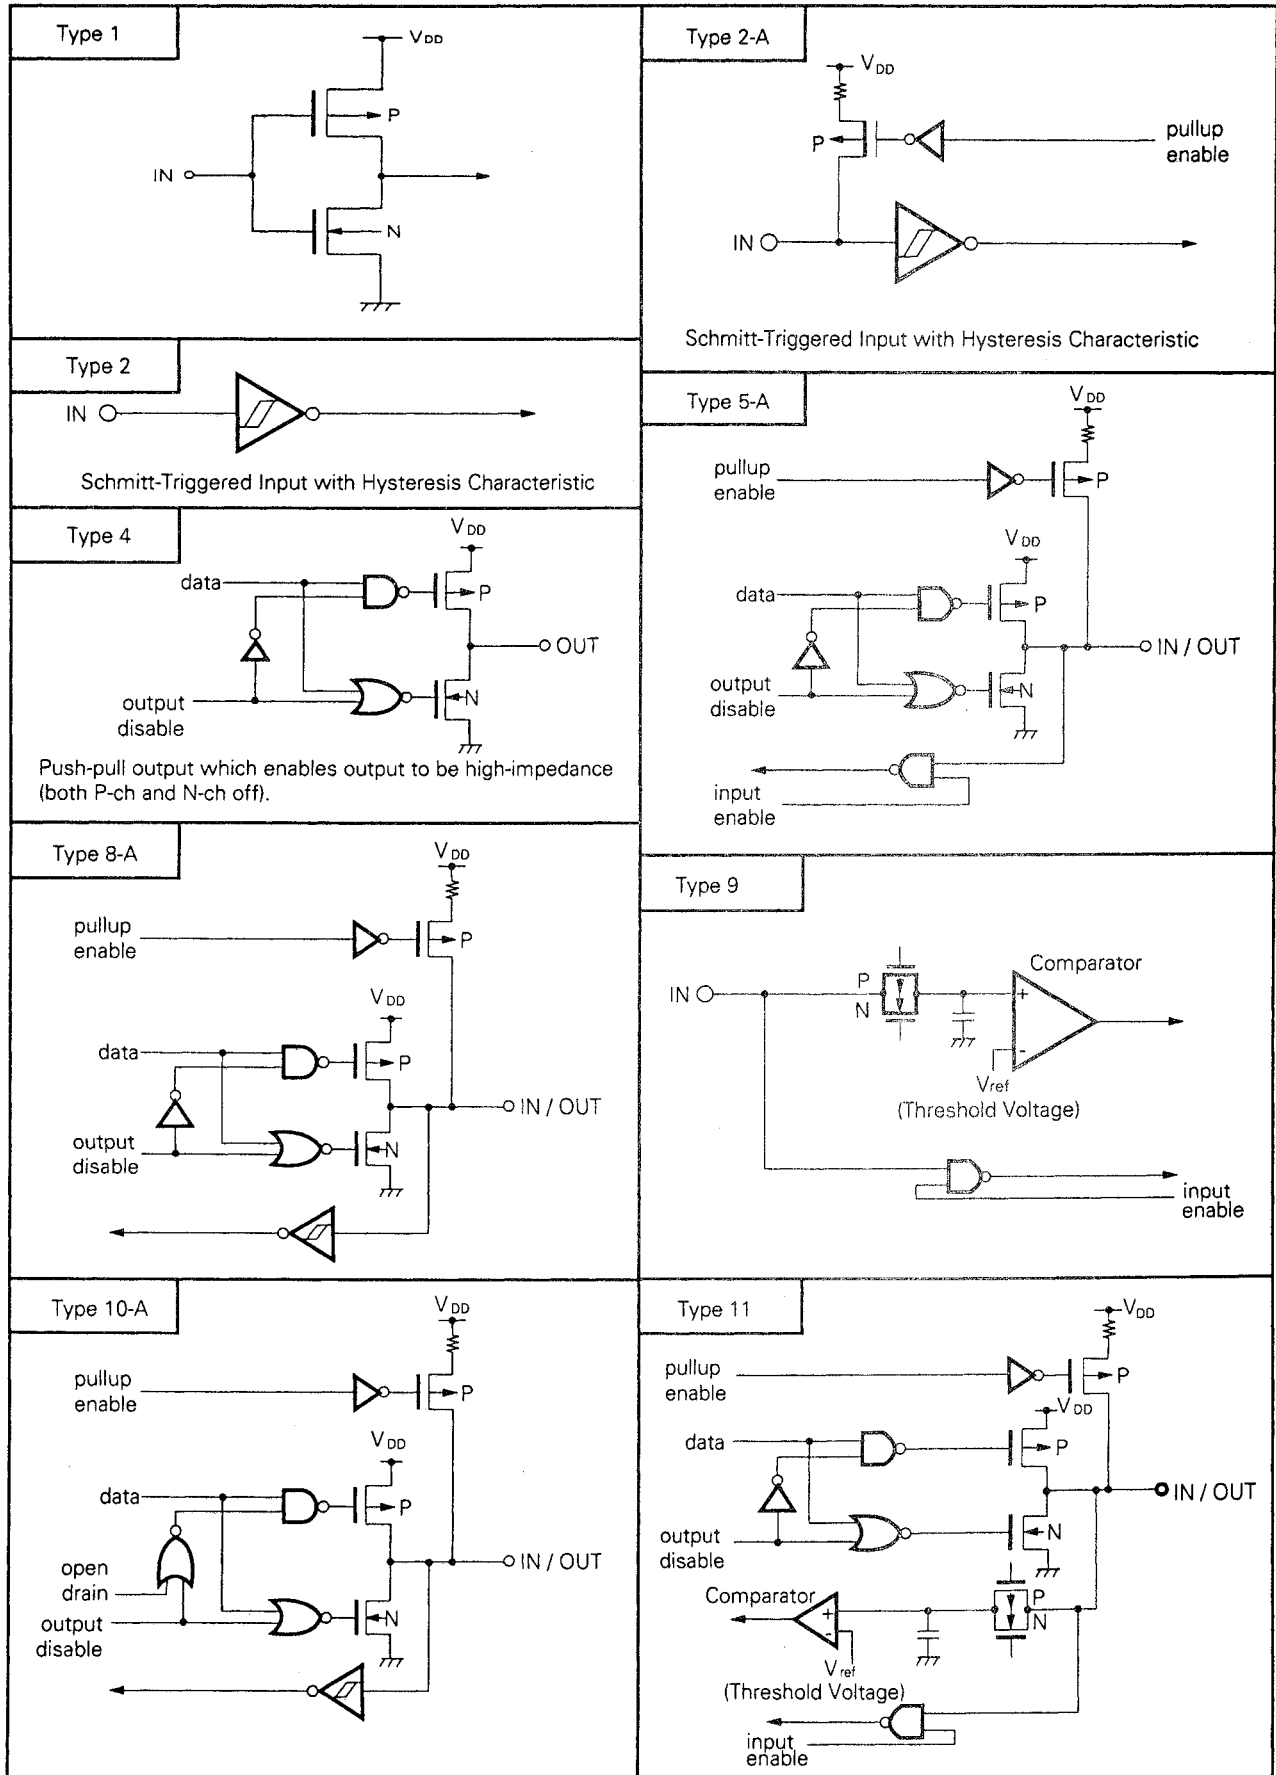 Type 1
VDD
P
IN
N
Type 2-A
VDD
P
pullup
enable
IN
Schmitt-Triggered Input with Hysteresis Characteristic
Type 2
IN
Schmitt-Triggered Input with Hysteresis Characteristic
Type 5-A
VDD
pullup
enable
P
VDD
data
P
IN / OUT
output
disable
N
input
enable
Type 4
VDD
data
P
OUT
output
disable
N
Push-pull output which enables output to be high-impedance
(both P-ch and N-ch off).
Type 8-A
VDD
pullup
enable
P
VDD
data
P
IN / OUT
output
disable
N
Type 9
Comparator
P
IN
N
+
-
Vref
(Threshold Voltage)
input
enable
Type 10-A
VDD
pullup
enable
P
VDD
data
P
open
drain
IN / OUT
output
disable
N
Type 11
VDD
pullup
enable
P
VDD
data
P
IN / OUT
output
disable
N
Comparator
P
N
+
-
Vref
(Threshold Voltage)
input
enable